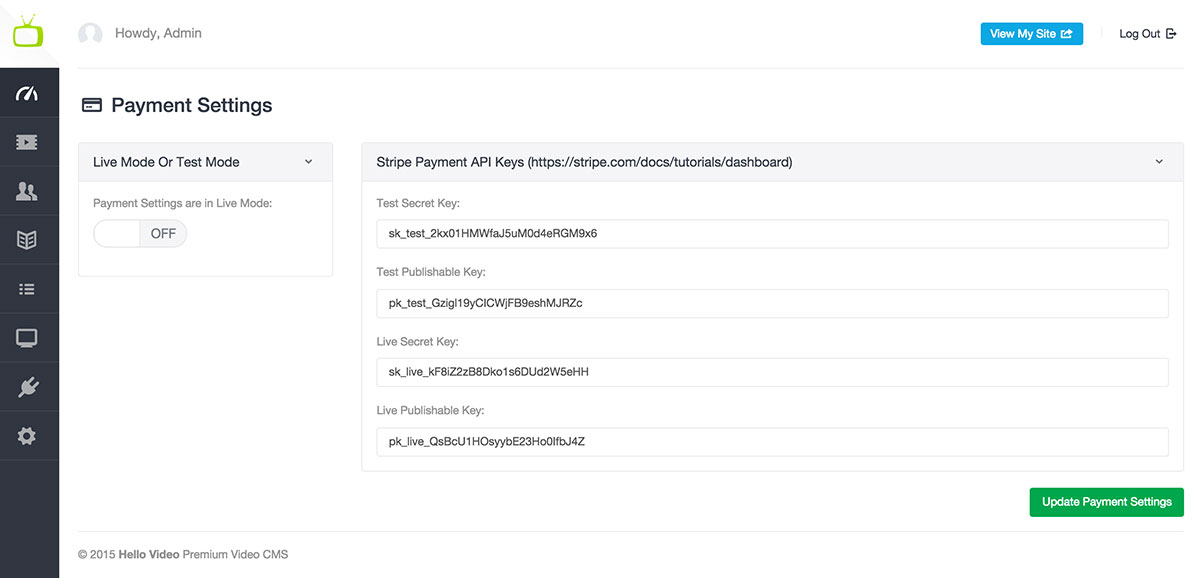 Howdy, Admin
View My Site
Log Out
Payment Settings
Live Mode Or Test Mode
Payment Settings are in Live Mode:
OFF
Stripe Payment API Keys (https://stripe.com/docs/tutorials/dashboard)
Test Secret Key:
sk_test_2kx01HMWfaJ5uM0d4eRGM9x6
Test Publishable Key:
pk_test_Gzigl19yCICWjFB9eshMJRZc
Live Secret Key:
sk_live_kF8iZ2zB8Dko1s6DUd2W5eHH
Live Publishable Key:
pk_live_QsBcU1HOsyybE23Ho0lfbJ4Z
Update Payment Settings
© 2015 Hello Video Premium Video CMS